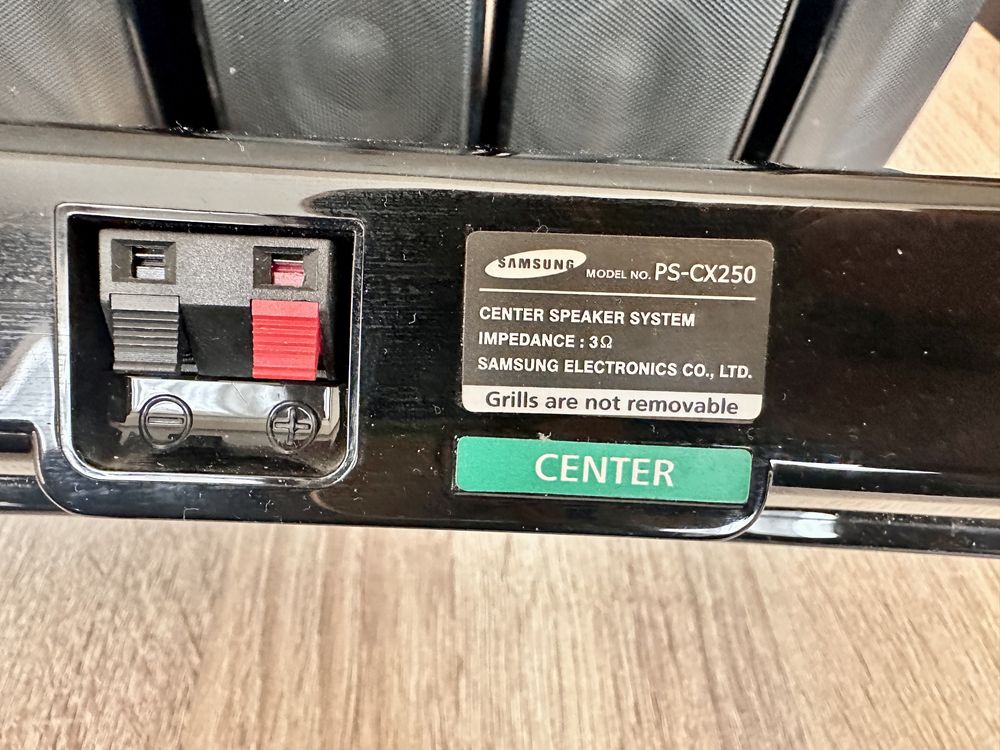 SAMSUNG MODEL NO. PS-CX250
CENTER SPEAKER SYSTEM
IMPEDANCE : 3Ω
SAMSUNG ELECTRONICS CO., LTD.
Grills are not removable
CENTER
− +